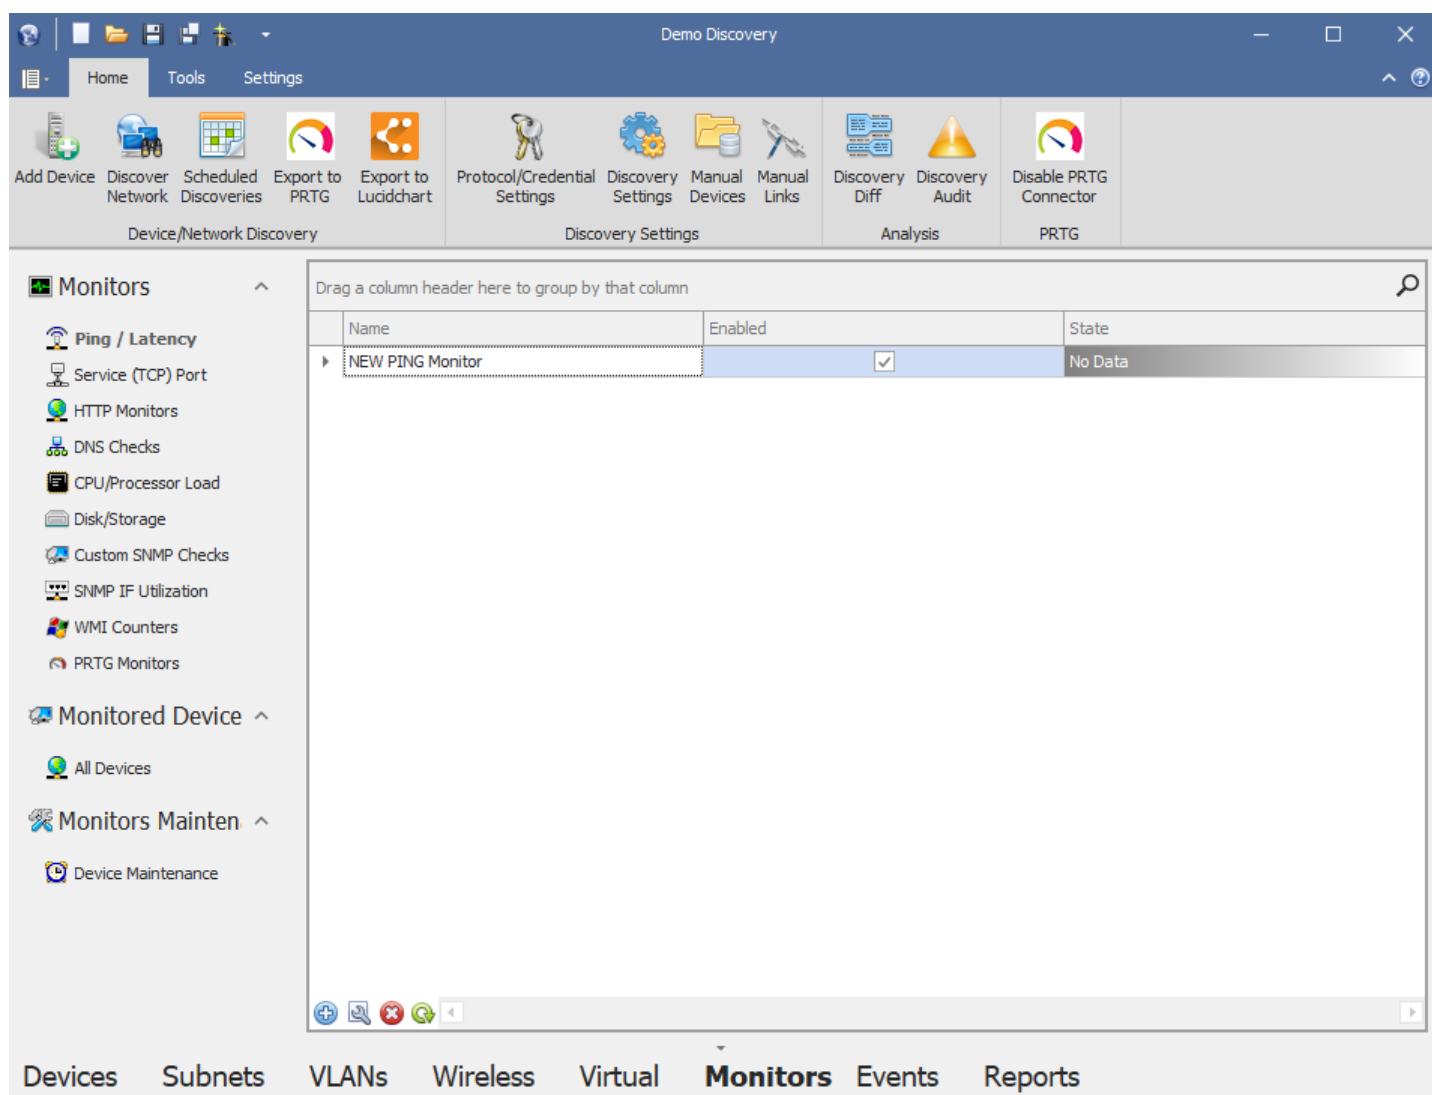 Demo Discovery
Home Tools Settings
Add Device Discover Network Scheduled Discoveries Export to PRTG Export to Lucidchart Protocol/Credential Settings Discovery Settings Manual Devices Manual Links Discovery Diff Discovery Audit Disable PRTG Connector
Device/Network Discovery Discovery Settings Analysis PRTG
Monitors
Ping / Latency
Service (TCP) Port
HTTP Monitors
DNS Checks
CPU/Processor Load
Disk/Storage
Custom SNMP Checks
SNMP IF Utilization
WMI Counters
PRTG Monitors
Monitored Device
All Devices
Monitors Mainten
Device Maintenance
Drag a column header here to group by that column
Name Enabled State
NEW PING Monitor No Data
Devices Subnets VLANs Wireless Virtual Monitors Events Reports